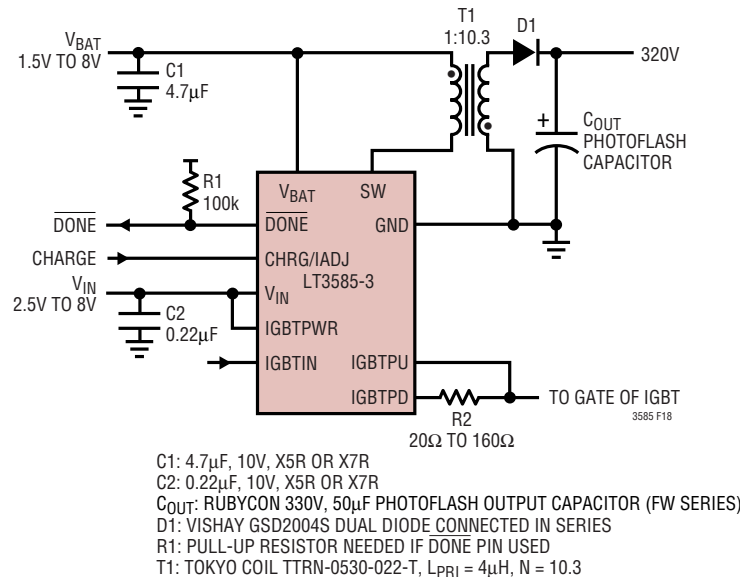 T1
1:10.3
D1
V_BAT
1.5V TO 8V
C1
4.7μF
320V
+
C_OUT
PHOTOFLASH
CAPACITOR
R1
100k
V_BAT
SW
DONE
DONE
GND
CHARGE
CHRG/IADJ
LT3585-3
V_IN
2.5V TO 8V
V_IN
C2
0.22μF
IGBTPWR
IGBTIN
IGBTPU
IGBTPD
TO GATE OF IGBT
3585 F18
R2
20Ω TO 160Ω
C1: 4.7μF, 10V, X5R OR X7R
C2: 0.22μF, 10V, X5R OR X7R
C_OUT: RUBYCON 330V, 50μF PHOTOFLASH OUTPUT CAPACITOR (FW SERIES)
D1: VISHAY GSD2004S DUAL DIODE CONNECTED IN SERIES
R1: PULL-UP RESISTOR NEEDED IF DONE PIN USED
T1: TOKYO COIL TTRN-0530-022-T, L_PRI = 4μH, N = 10.3